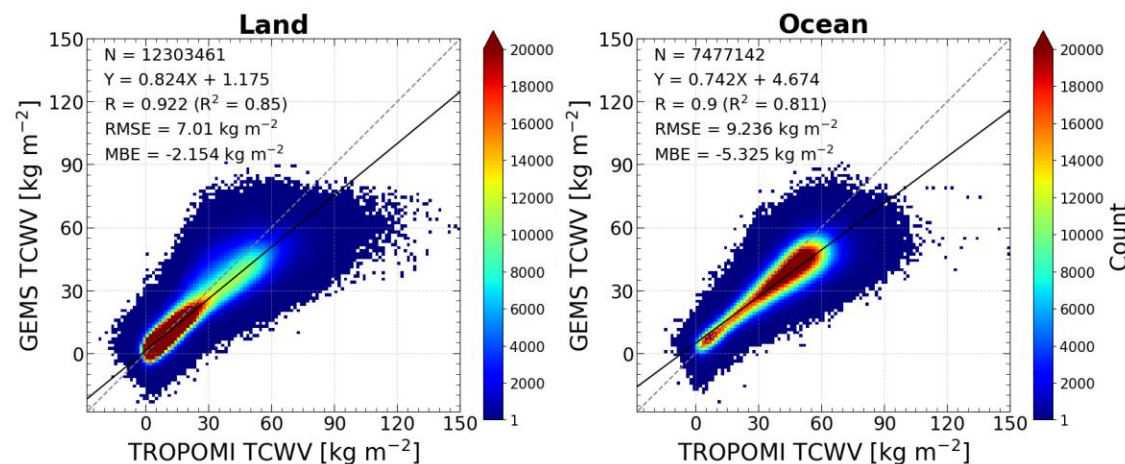 Land
N = 12303461
Y = 0.824X + 1.175
R = 0.922 (R² = 0.85)
RMSE = 7.01 kg m⁻²
MBE = -2.154 kg m⁻²
150
120
90
60
30
0
GEMS TCWV [kg m⁻²]
0 30 60 90 120 150
TROPOMI TCWV [kg m⁻²]
20000
18000
16000
14000
12000
10000
8000
6000
4000
2000
1
Ocean
N = 7477142
Y = 0.742X + 4.674
R = 0.9 (R² = 0.811)
RMSE = 9.236 kg m⁻²
MBE = -5.325 kg m⁻²
150
120
90
60
30
0
GEMS TCWV [kg m⁻²]
0 30 60 90 120 150
TROPOMI TCWV [kg m⁻²]
20000
18000
16000
14000
12000
10000
8000
6000
4000
2000
1
Count